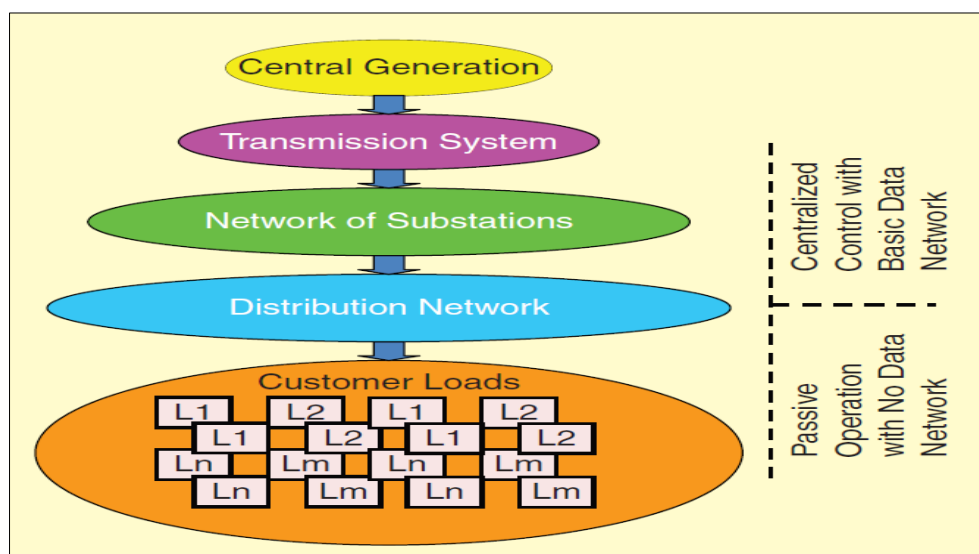 Central Generation
Transmission System
Network of Substations
Distribution Network
Customer Loads
L1 L2 L1 L2
L1 L2 L1 L2
Ln Lm Ln Lm
Ln Lm Ln Lm
Centralized
Control with
Basic Data
Network
Passive
Operation
with No Data
Network